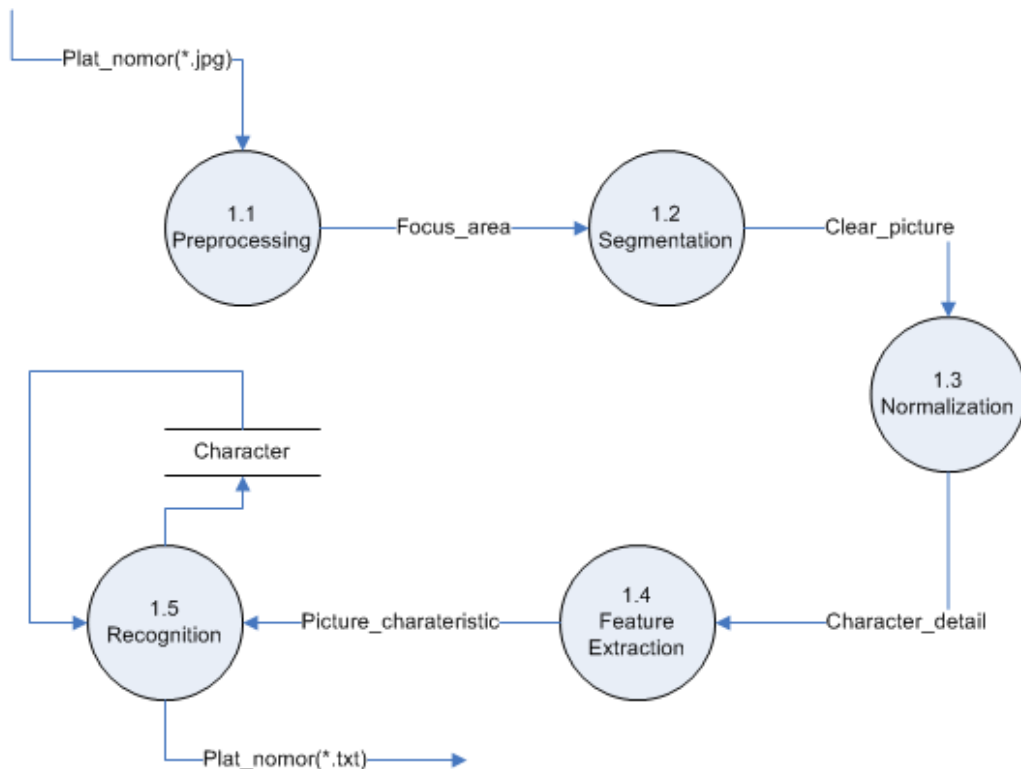 Plat_nomor(*.jpg)
1.1
Preprocessing
Focus_area
1.2
Segmentation
Clear_picture
1.3
Normalization
Character
1.5
Recognition
Picture_charateristic
1.4
Feature
Extraction
Character_detail
Plat_nomor(*.txt)